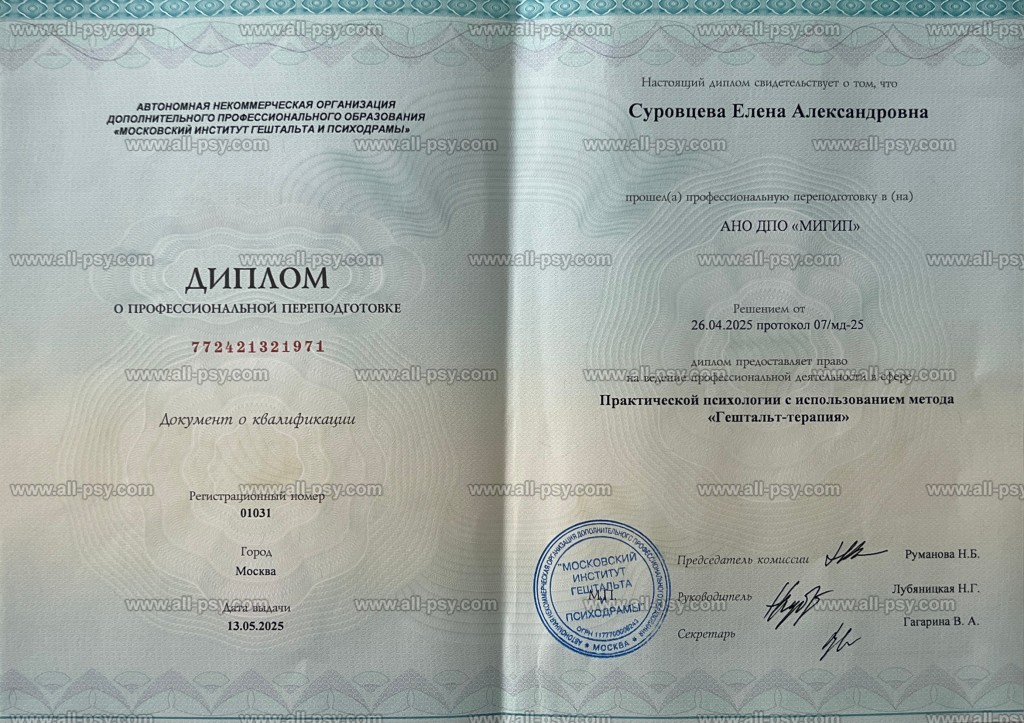 www.all-psy.com
АВТОНОМНАЯ НЕКОММЕРЧЕСКАЯ ОРГАНИЗАЦИЯ
ДОПОЛНИТЕЛЬНОГО ПРОФЕССИОНАЛЬНОГО ОБРАЗОВАНИЯ
«МОСКОВСКИЙ ИНСТИТУТ ГЕШТАЛЬТА И ПСИХОДРАМЫ»
ДИПЛОМ
О ПРОФЕССИОНАЛЬНОЙ ПЕРЕПОДГОТОВКЕ
772421321971
Документ о квалификации
Регистрационный номер
01031
Город
Москва
Дата выдачи
13.05.2025
Настоящий диплом свидетельствует о том, что
Суровцева Елена Александровна
прошел(а) профессиональную переподготовку в (на)
АНО ДПО «МИГИП»
Решением от
26.04.2025 протокол 07/мд-25
диплом предоставляет право
на ведение профессиональной деятельности в сфере
Практической психологии с использованием метода
«Гештальт-терапия»
Председатель комиссии Руманова Н.Б.
Руководитель Лубяницкая Н.Г.
Секретарь Гагарина В. А.
М.П.
"МОСКОВСКИЙ
ИНСТИТУТ
ГЕШТАЛЬТА
И
ПСИХОДРАМЫ"
МОСКВА